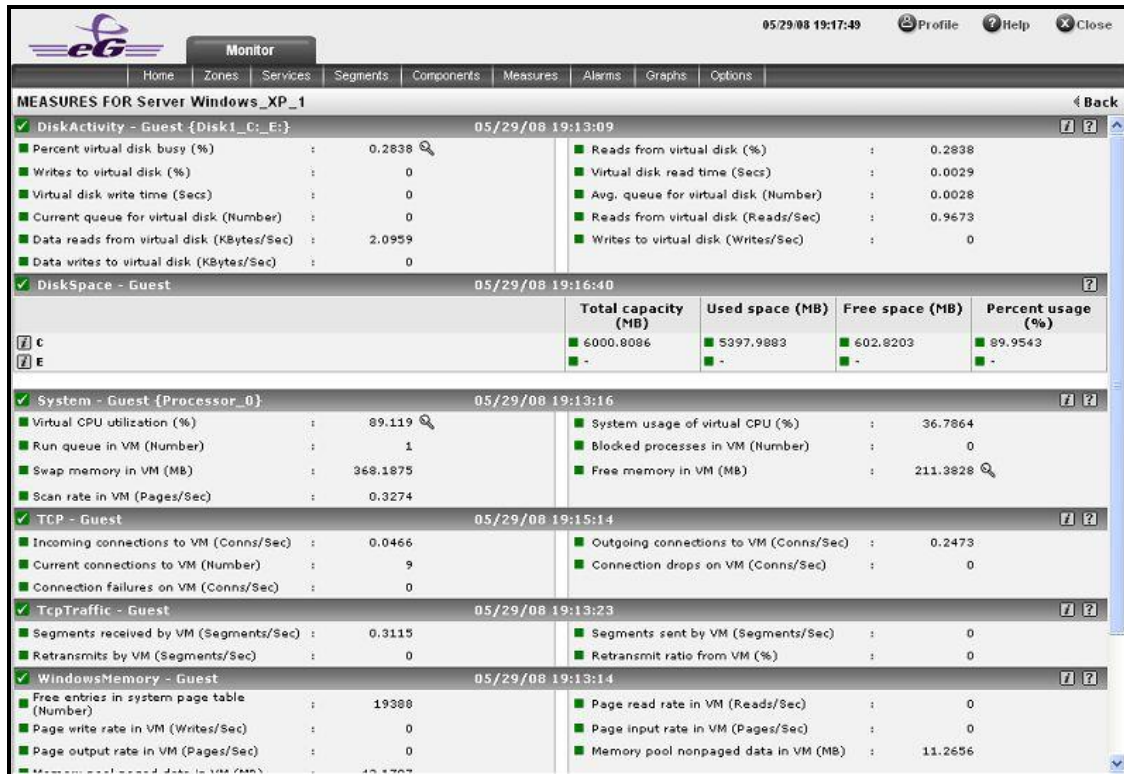 05/29/08 19:17:49 Profile Help Close
eG
Monitor
Home Zones Services Segments Components Measures Alarms Graphs Options
MEASURES FOR Server Windows_XP_1 Back
DiskActivity - Guest {Disk1_C:_E:} 05/29/08 19:13:09
Percent virtual disk busy (%) : 0.2838 Reads from virtual disk (%) : 0.2838
Writes to virtual disk (%) : 0 Virtual disk read time (Secs) : 0.0029
Virtual disk write time (Secs) : 0 Avg. queue for virtual disk (Number) : 0.0028
Current queue for virtual disk (Number) : 0 Reads from virtual disk (Reads/Sec) : 0.9673
Data reads from virtual disk (KBytes/Sec) : 2.0959 Writes to virtual disk (Writes/Sec) : 0
Data writes to virtual disk (KBytes/Sec) : 0
DiskSpace - Guest 05/29/08 19:16:40
Total capacity (MB) Used space (MB) Free space (MB) Percent usage (%)
C 6000.8086 5397.9883 602.8203 89.9543
E - - - -
System - Guest {Processor_0} 05/29/08 19:13:16
Virtual CPU utilization (%) : 89.119 System usage of virtual CPU (%) : 36.7864
Run queue in VM (Number) : 1 Blocked processes in VM (Number) : 0
Swap memory in VM (MB) : 368.1875 Free memory in VM (MB) : 211.3828
Scan rate in VM (Pages/Sec) : 0.3274
TCP - Guest 05/29/08 19:15:14
Incoming connections to VM (Conns/Sec) : 0.0466 Outgoing connections to VM (Conns/Sec) : 0.2473
Current connections to VM (Number) : 9 Connection drops on VM (Conns/Sec) : 0
Connection failures on VM (Conns/Sec) : 0
TcpTraffic - Guest 05/29/08 19:13:23
Segments received by VM (Segments/Sec) : 0.3115 Segments sent by VM (Segments/Sec) : 0
Retransmits by VM (Segments/Sec) : 0 Retransmit ratio from VM (%) : 0
WindowsMemory - Guest 05/29/08 19:13:14
Free entries in system page table (Number) : 19388 Page read rate in VM (Reads/Sec) : 0
Page write rate in VM (Writes/Sec) : 0 Page input rate in VM (Pages/Sec) : 0
Page output rate in VM (Pages/Sec) : 0 Memory pool nonpaged data in VM (MB) : 11.2656